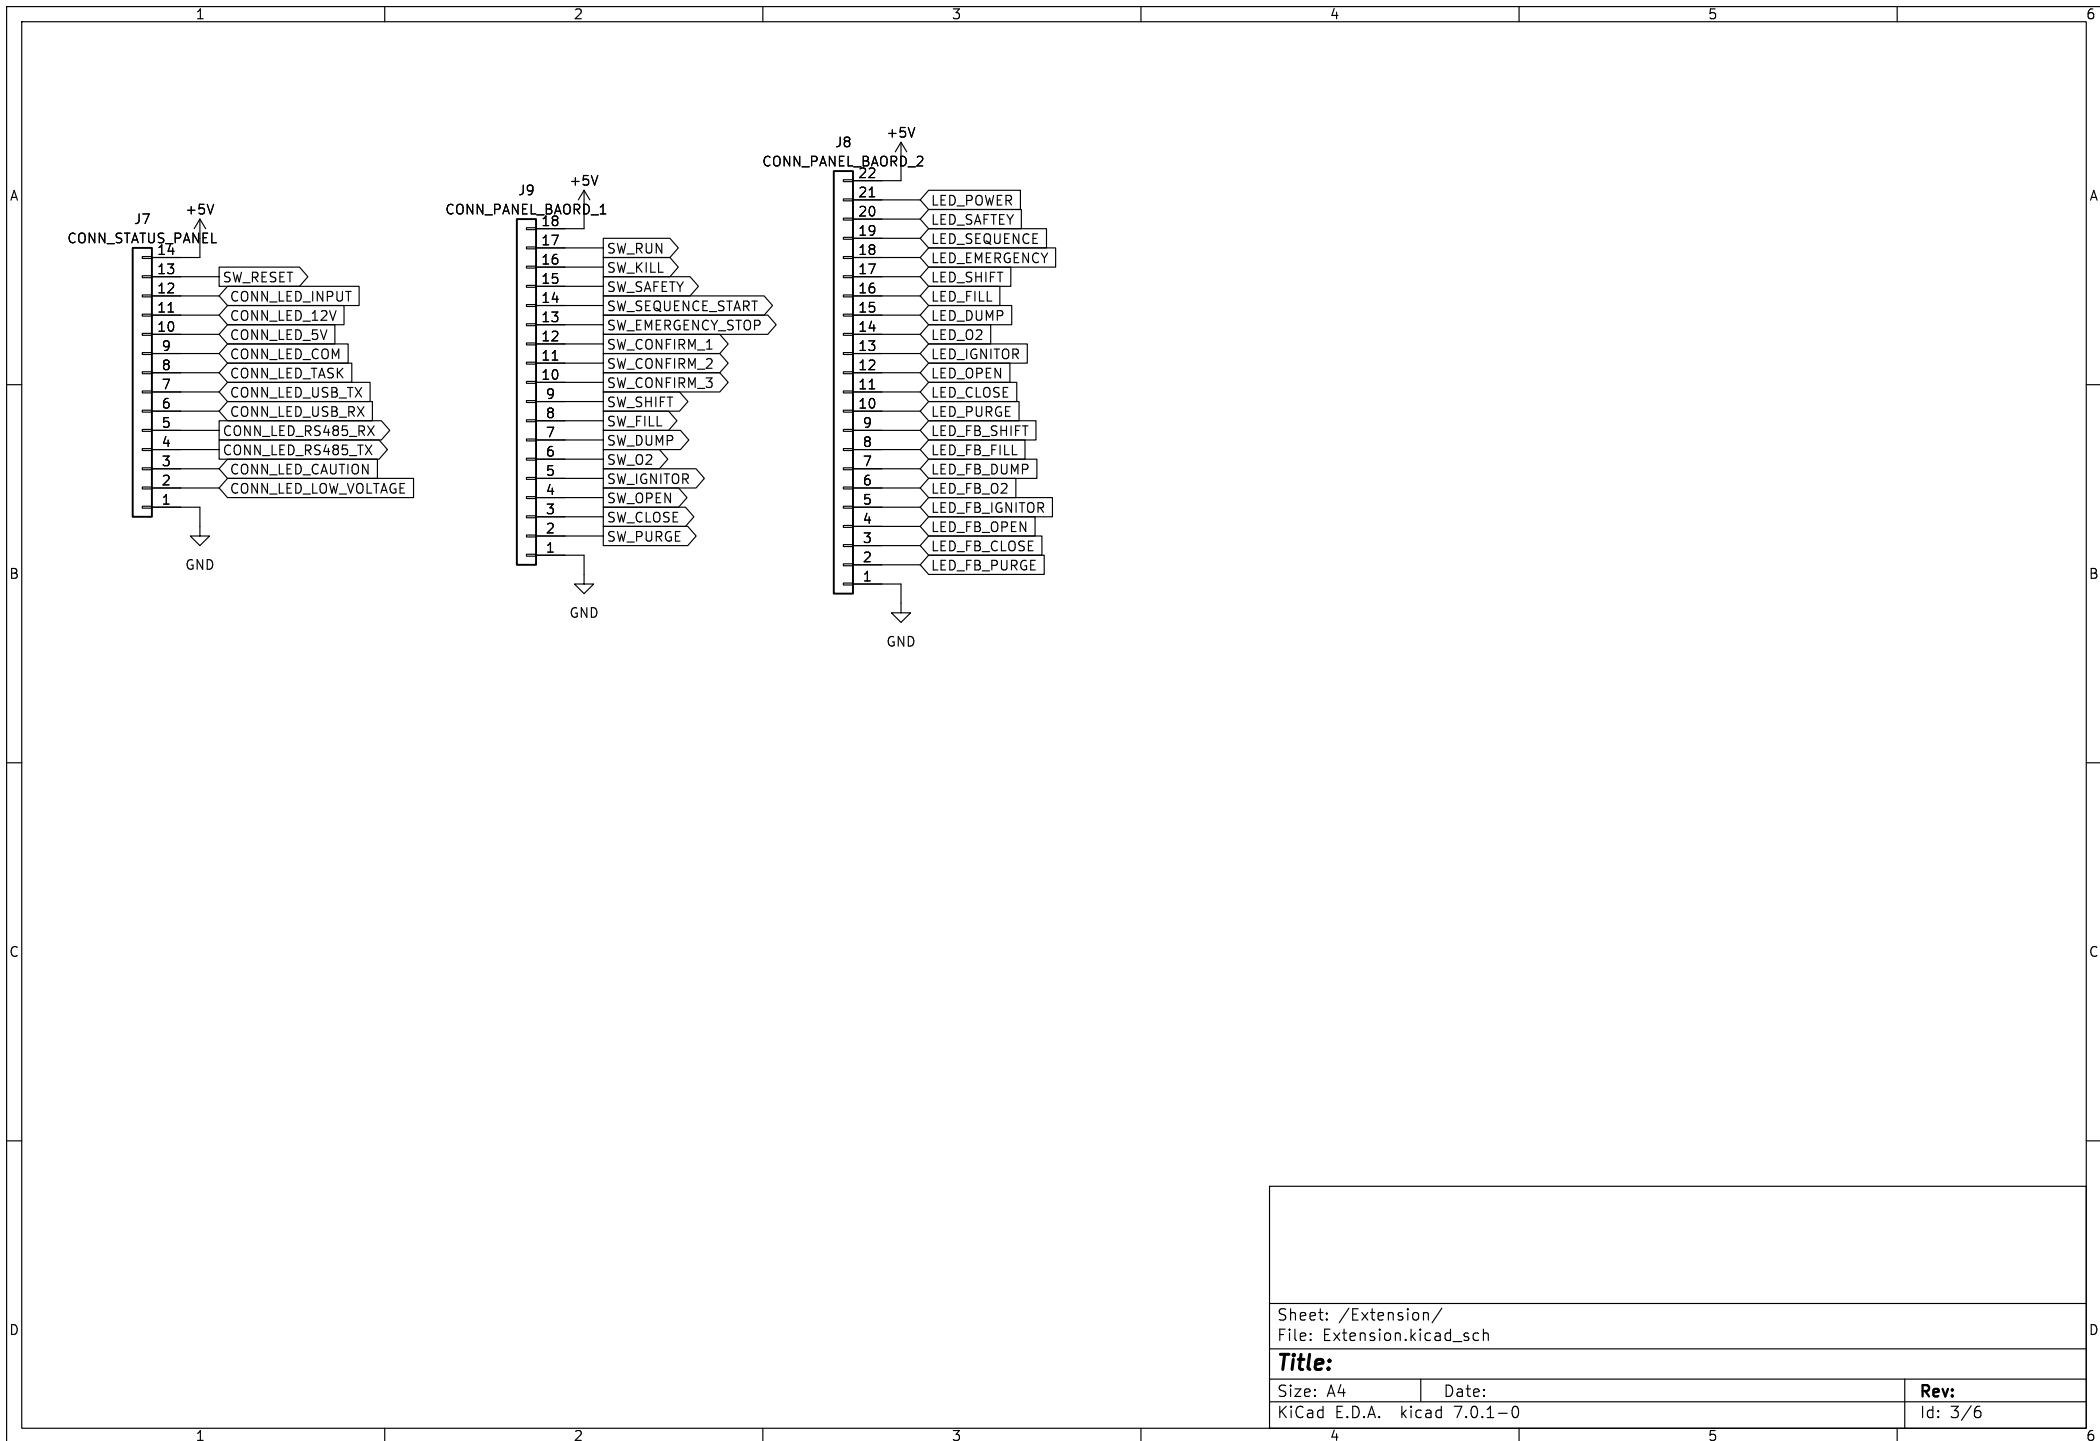 1 2 3 4 5 6
A
B
C
D
J7
CONN_STATUS_PANEL
+5V
14
13 SW_RESET
12 CONN_LED_INPUT
11 CONN_LED_12V
10 CONN_LED_5V
9 CONN_LED_COM
8 CONN_LED_TASK
7 CONN_LED_USB_TX
6 CONN_LED_USB_RX
5 CONN_LED_RS485_RX
4 CONN_LED_RS485_TX
3 CONN_LED_CAUTION
2 CONN_LED_LOW_VOLTAGE
1
GND
J9
CONN_PANEL_BAORD_1
+5V
18
17 SW_RUN
16 SW_KILL
15 SW_SAFETY
14 SW_SEQUENCE_START
13 SW_EMERGENCY_STOP
12 SW_CONFIRM_1
11 SW_CONFIRM_2
10 SW_CONFIRM_3
9 SW_SHIFT
8 SW_FILL
7 SW_DUMP
6 SW_O2
5 SW_IGNITOR
4 SW_OPEN
3 SW_CLOSE
2 SW_PURGE
1
GND
J8
CONN_PANEL_BAORD_2
+5V
22
21 LED_POWER
20 LED_SAFTEY
19 LED_SEQUENCE
18 LED_EMERGENCY
17 LED_SHIFT
16 LED_FILL
15 LED_DUMP
14 LED_O2
13 LED_IGNITOR
12 LED_OPEN
11 LED_CLOSE
10 LED_PURGE
9 LED_FB_SHIFT
8 LED_FB_FILL
7 LED_FB_DUMP
6 LED_FB_O2
5 LED_FB_IGNITOR
4 LED_FB_OPEN
3 LED_FB_CLOSE
2 LED_FB_PURGE
1
GND
A
B
C
D
Sheet: /Extension/
File: Extension.kicad_sch
Title:
Size: A4 Date: Rev:
KiCad E.D.A. kicad 7.0.1-0 Id: 3/6
1 2 3 4 5 6